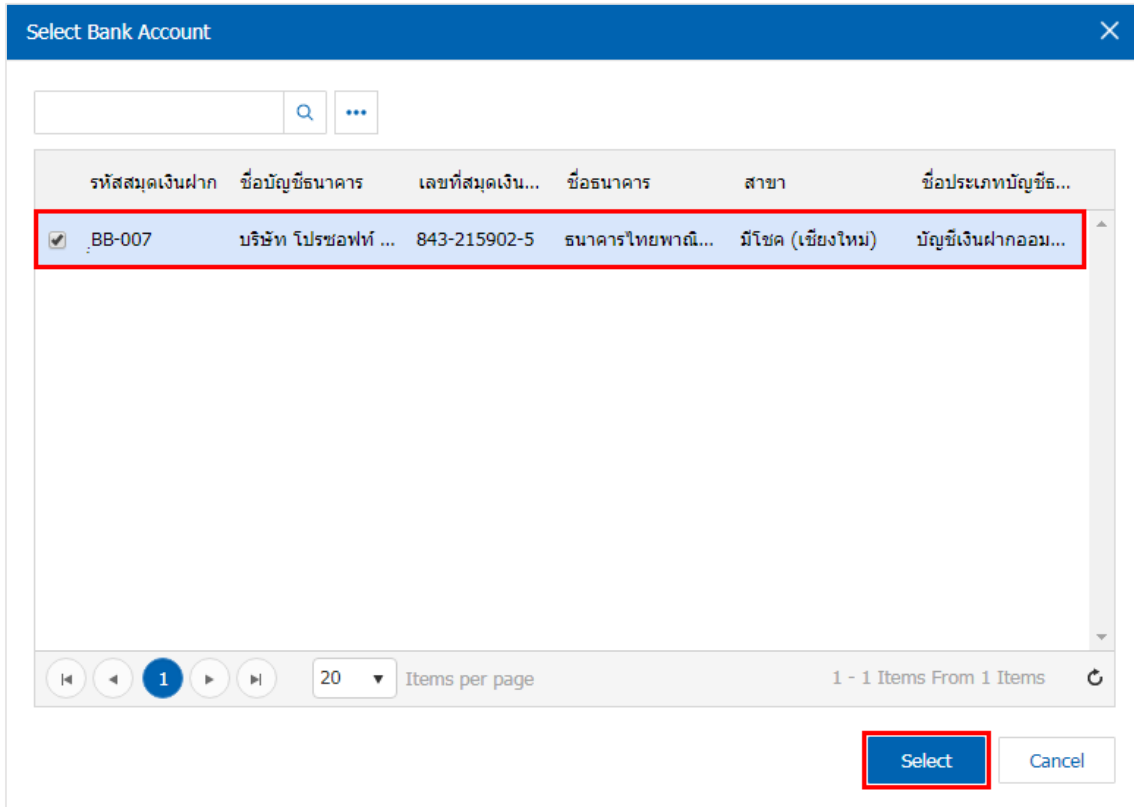 Select Bank Account
รหัสสมุดเงินฝาก ชื่อบัญชีธนาคาร เลขที่สมุดเงิน... ชื่อธนาคาร สาขา ชื่อประเภทบัญชีธ...
BB-007 บริษัท โปรซอฟท์ ... 843-215902-5 ธนาคารไทยพาณิ... มีโชค (เชียงใหม่) บัญชีเงินฝากออม...
1 20 Items per page 1 - 1 Items From 1 Items
Select Cancel